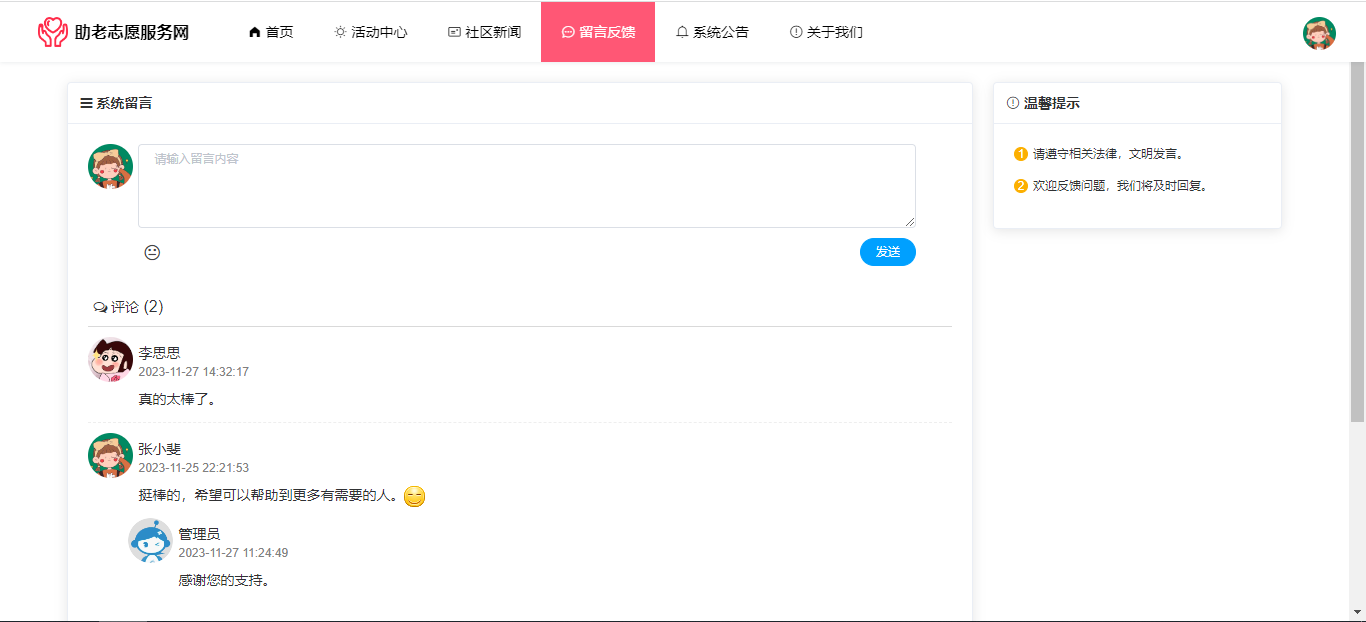 助老志愿服务网 首页 活动中心 社区新闻 留言反馈 系统公告 关于我们
系统留言
请输入留言内容
发送
评论 (2)
李思思
2023-11-27 14:32:17
真的太棒了。
张小斐
2023-11-25 22:21:53
挺棒的，希望可以帮助到更多有需要的人。
管理员
2023-11-27 11:24:49
感谢您的支持。
温馨提示
1 请遵守相关法律，文明发言。
2 欢迎反馈问题，我们将及时回复。